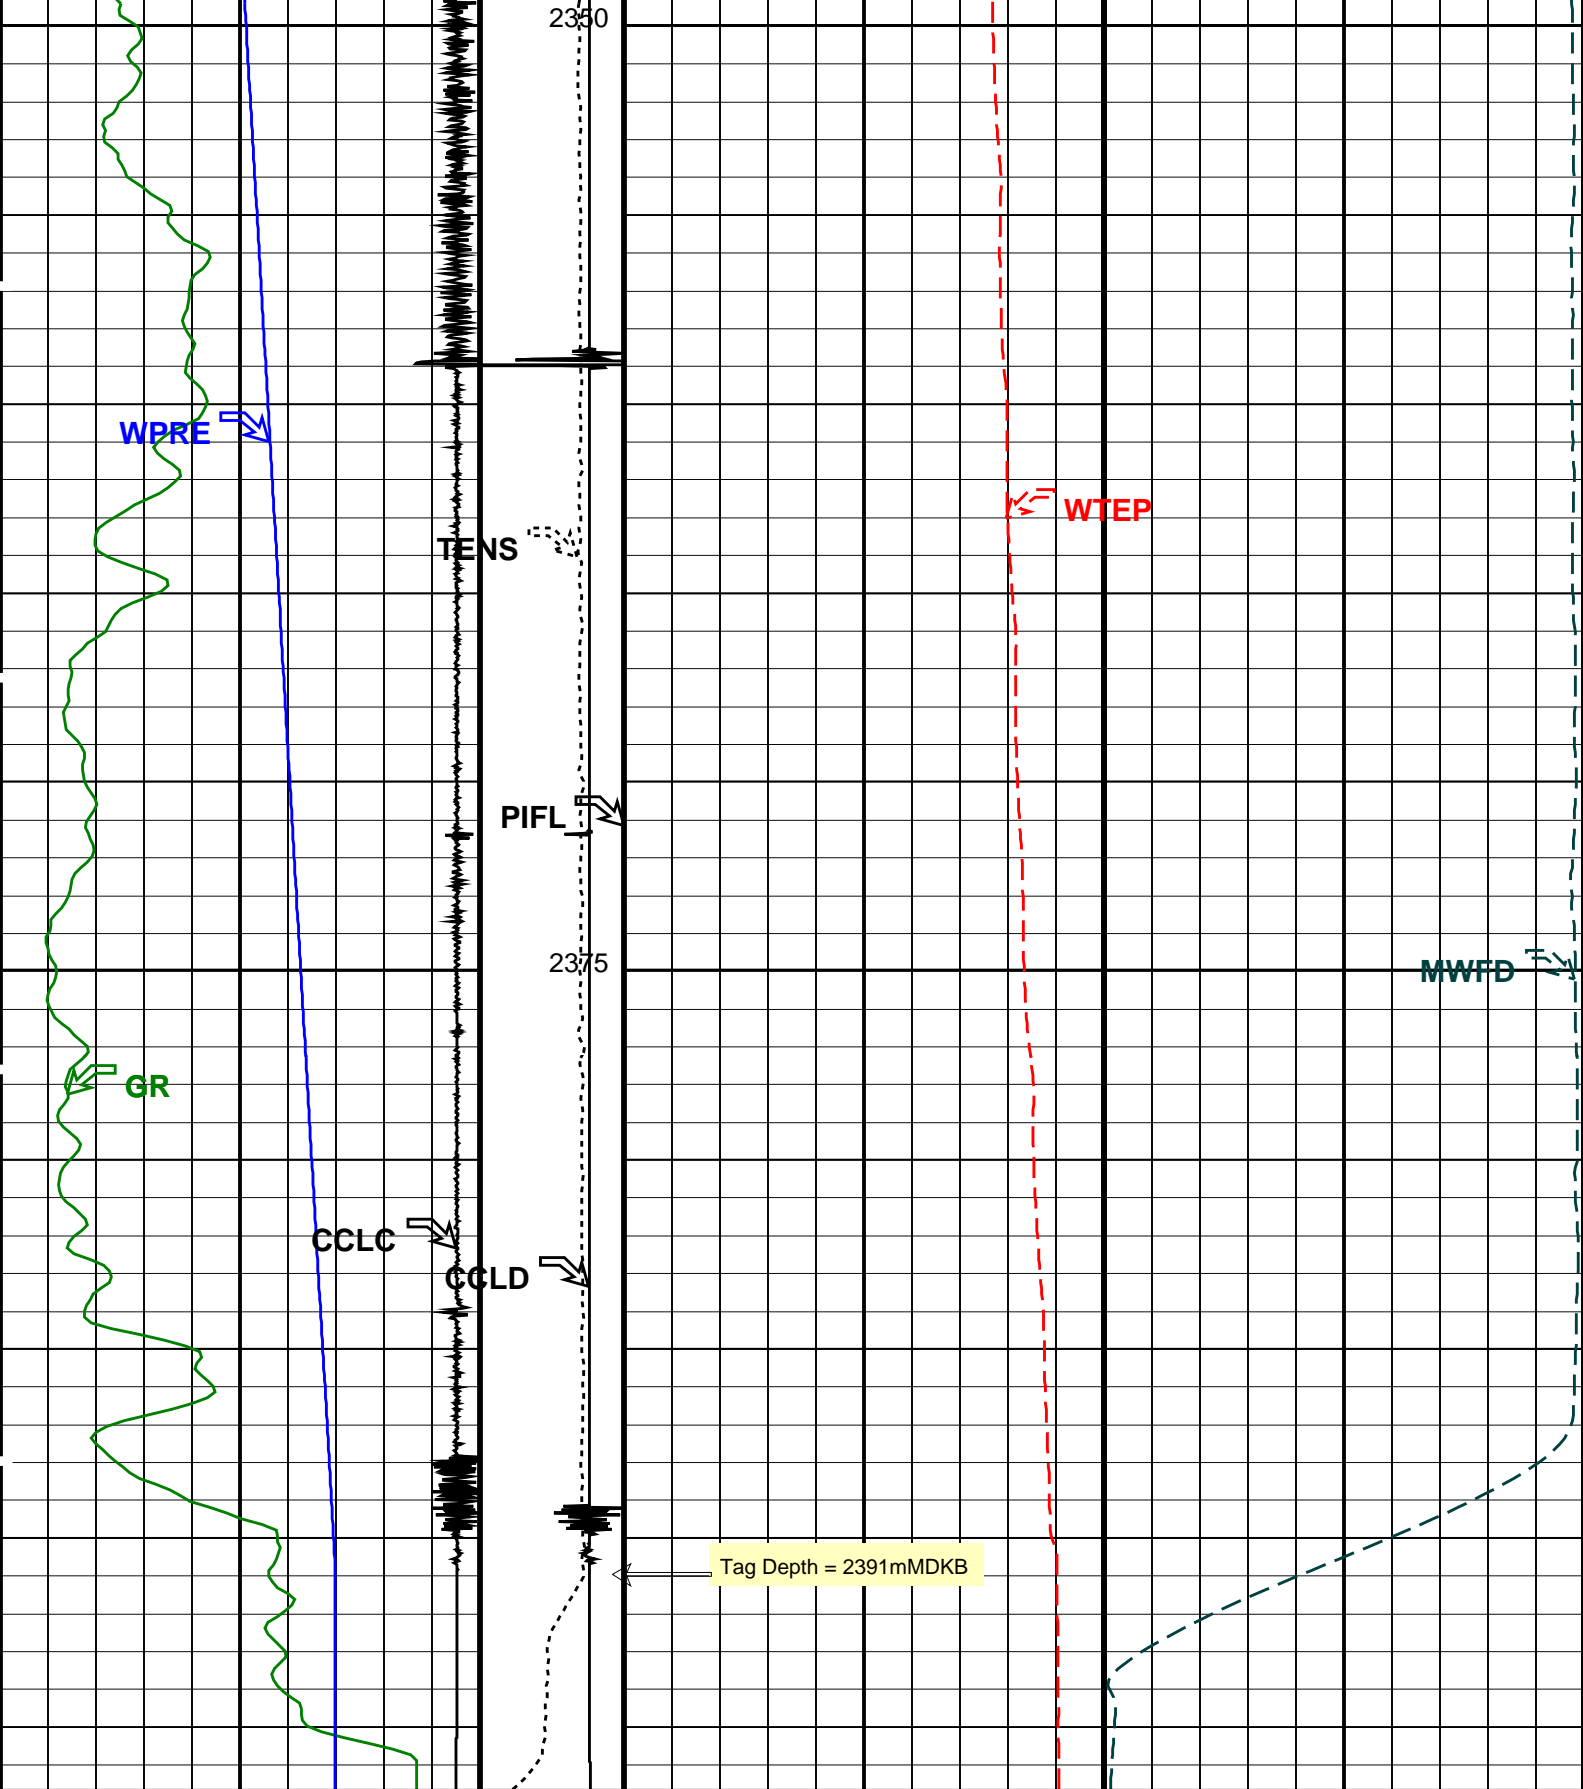 2350
WPRE
WTEP
TENS
PIFL
2375
MWFD
GR
CCLC
CCLD
Tag Depth = 2391mMDKB